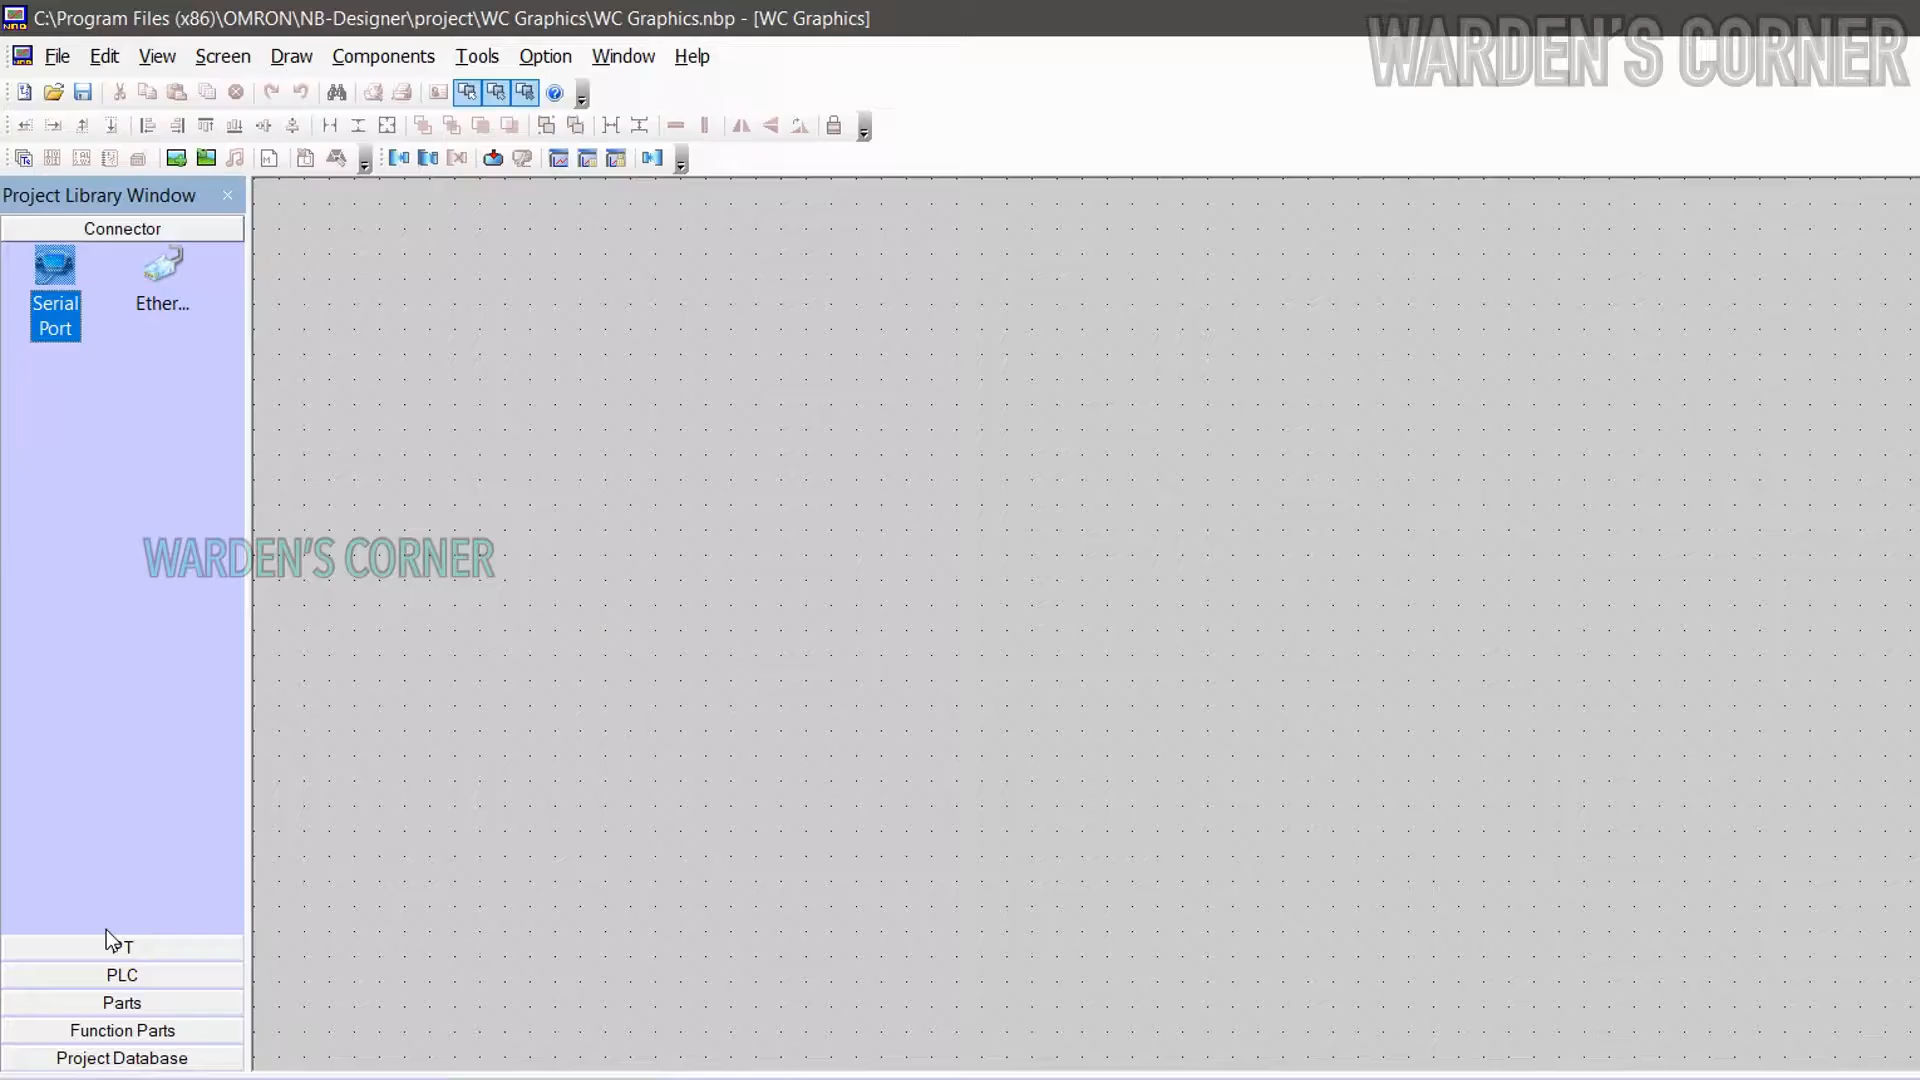 C:\Program Files (x86)\OMRON\NB-Designer\project\WC Graphics\WC Graphics.nbp - [WC Graphics]
WARDEN'S CORNER
File Edit View Screen Draw Components Tools Option Window Help
Project Library Window
Connector
Serial Port
Ether...
WARDEN'S CORNER
PLC
Parts
Function Parts
Project Database